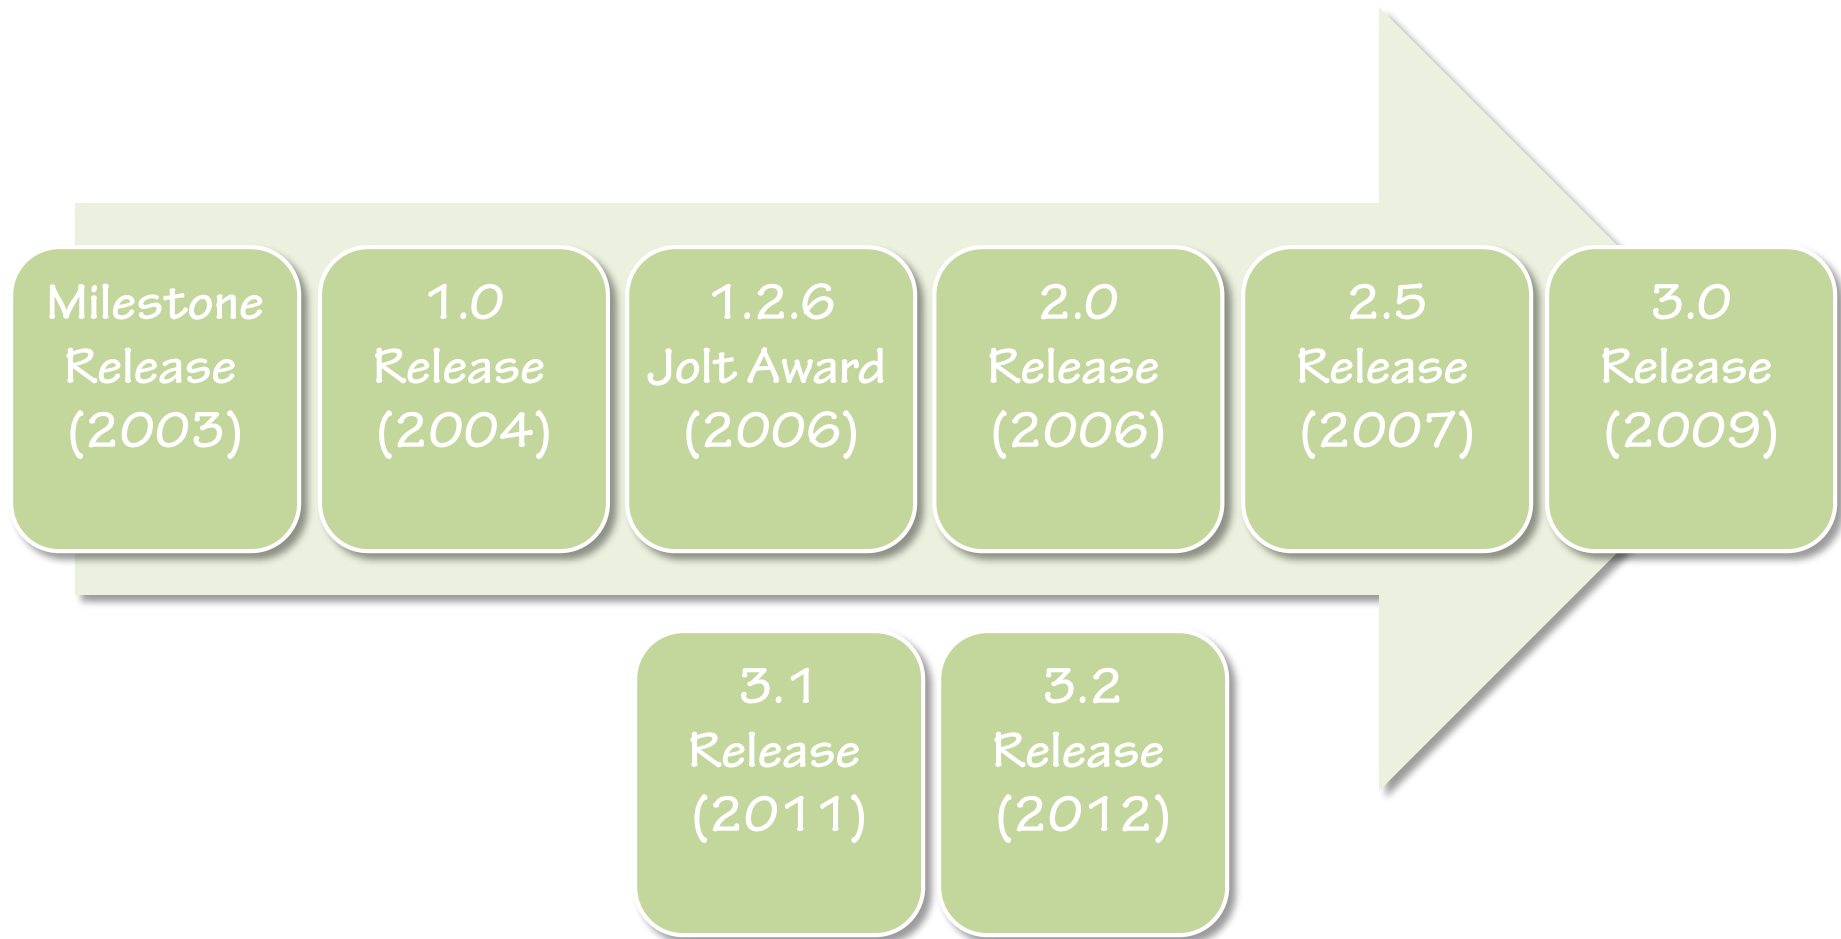 Milestone
Release
(2003)
1.0
Release
(2004)
1.2.6
Jolt Award
(2006)
2.0
Release
(2006)
2.5
Release
(2007)
3.0
Release
(2009)
3.1
Release
(2011)
3.2
Release
(2012)